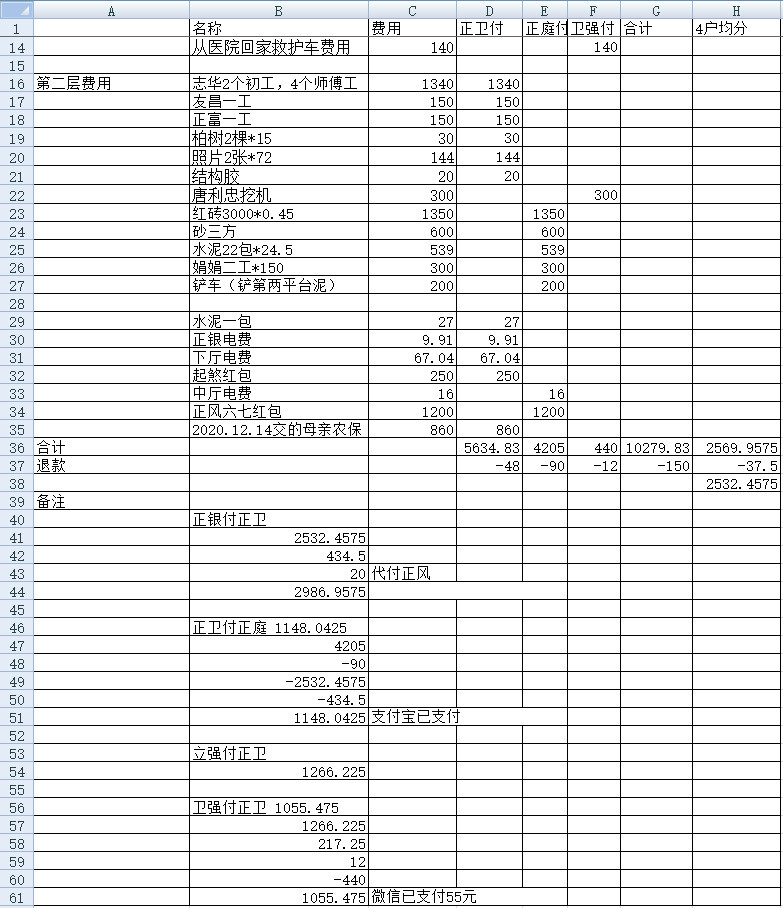 A B C D E F G H
1 名称 费用 正卫付 正庭付 卫强付 合计 4户均分
14 从医院回家救护车费用 140 140
15
16 第二层费用 志华2个初工，4个师傅工 1340 1340
17 友昌一工 150 150
18 正富一工 150 150
19 柏树2棵*15 30 30
20 照片2张*72 144 144
21 结构胶 20 20
22 唐利忠挖机 300 300
23 红砖3000*0.45 1350 1350
24 砂三方 600 600
25 水泥22包*24.5 539 539
26 娟娟二工*150 300 300
27 铲车（铲第两平台泥） 200 200
28
29 水泥一包 27 27
30 正银电费 9.91 9.91
31 下厅电费 67.04 67.04
32 起煞红包 250 250
33 中厅电费 16 16
34 正风六七红包 1200 1200
35 2020.12.14交的母亲农保 860 860
36 合计 5634.83 4205 440 10279.83 2569.9575
37 退款 -48 -90 -12 -150 -37.5
38 2532.4575
39 备注
40 正银付正卫
41 2532.4575
42 434.5
43 20 代付正风
44 2986.9575
45
46 正卫付正庭 1148.0425
47 4205
48 -90
49 -2532.4575
50 -434.5
51 1148.0425 支付宝已支付
52
53 立强付正卫
54 1266.225
55
56 卫强付正卫 1055.475
57 1266.225
58 217.25
59 12
60 -440
61 1055.475 微信已支付55元